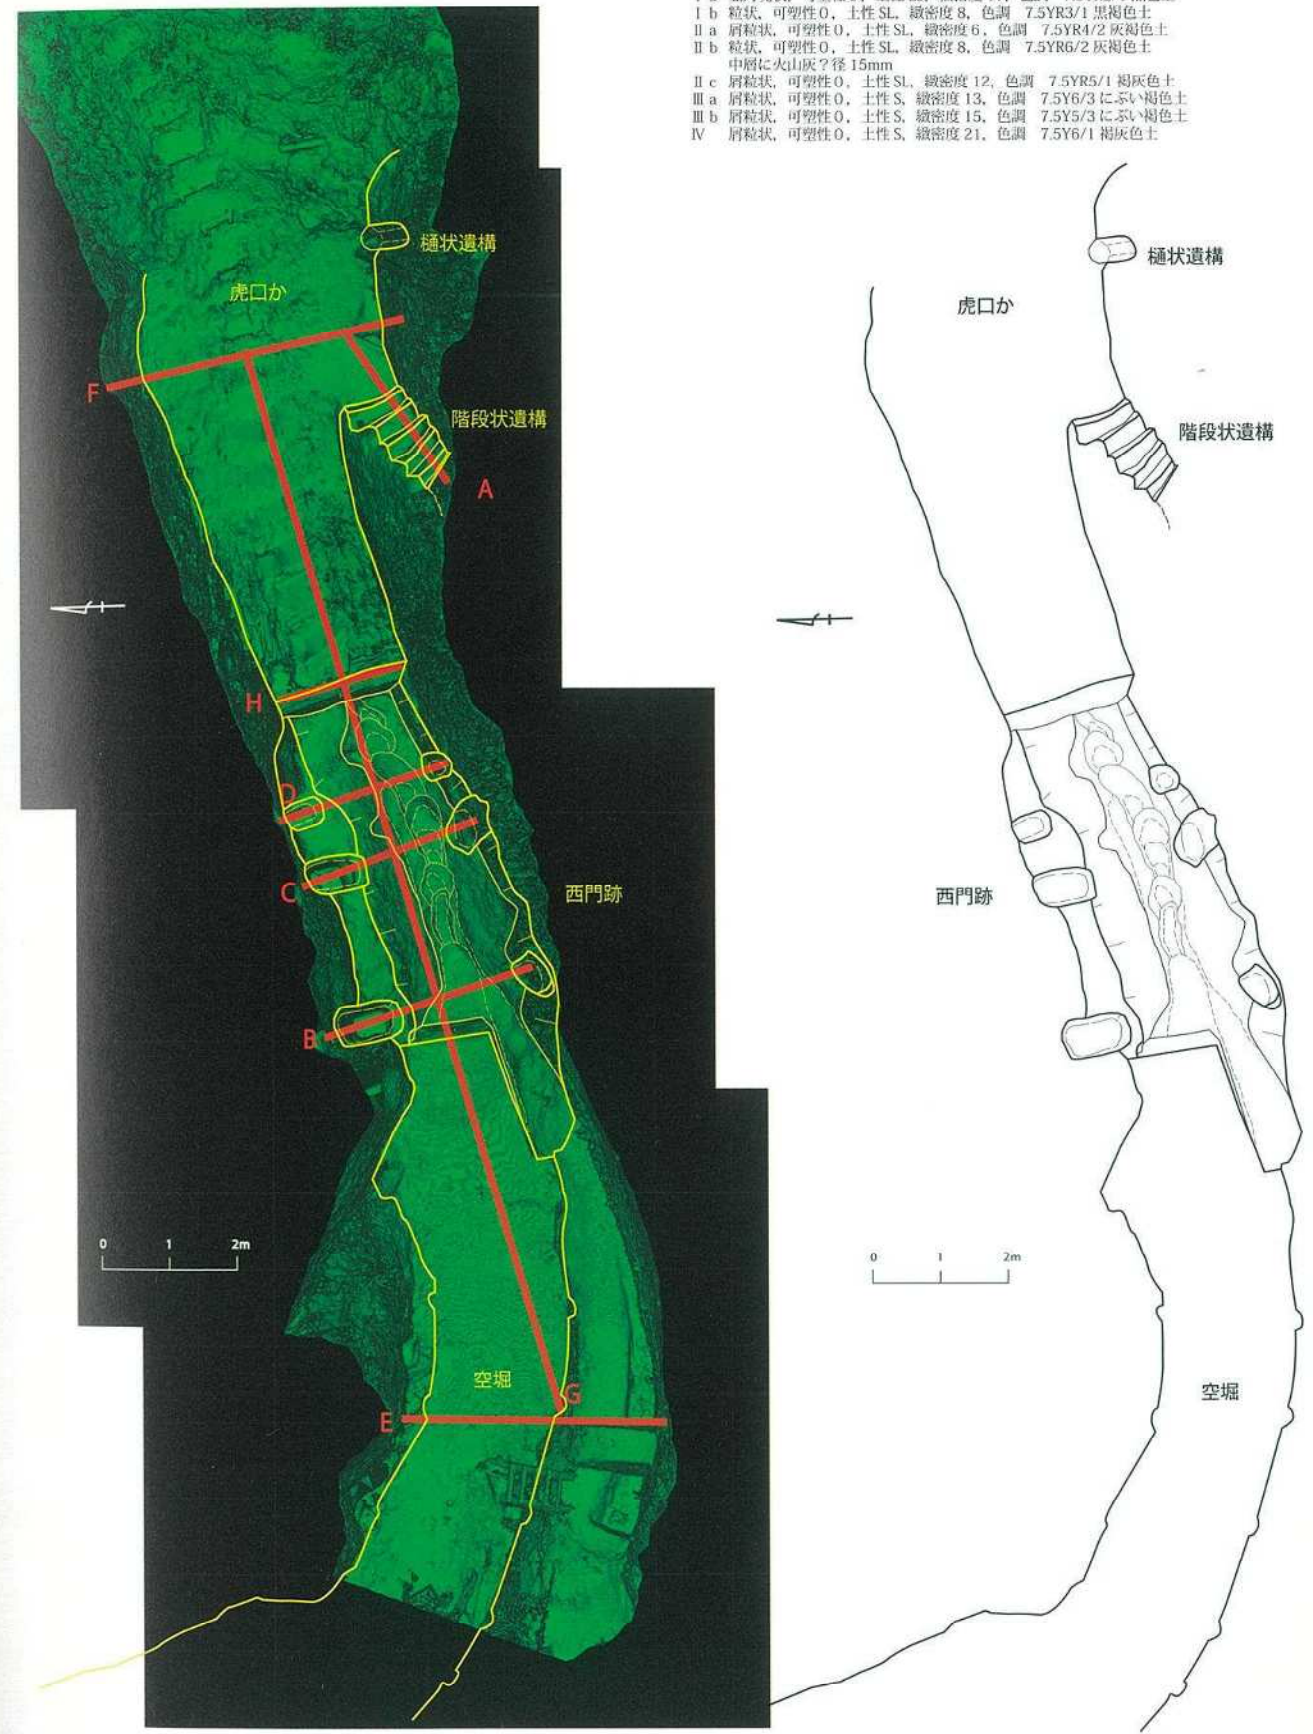 Ⅰb 粒状，可塑性0，土性SL，緻密度8，色調 7.5YR3/1 黒褐色土
Ⅱa 屑粒状，可塑性0，土性SL，緻密度6，色調 7.5YR4/2 灰褐色土
Ⅱb 粒状，可塑性0，土性SL，緻密度8，色調 7.5YR6/2 灰褐色土
中層に火山灰？径15mm
Ⅱc 屑粒状，可塑性0，土性SL，緻密度12，色調 7.5YR5/1 褐灰色土
Ⅲa 屑粒状，可塑性0，土性S，緻密度13，色調 7.5Y6/3 にぶい褐色土
Ⅲb 屑粒状，可塑性0，土性S，緻密度15，色調 7.5Y5/3 にぶい褐色土
Ⅳ 屑粒状，可塑性0，土性S，緻密度21，色調 7.5Y6/1 褐灰色土
樋状遺構
虎口か
F
階段状遺構
A
H
D
C
西門跡
B
0 1 2m
空堀
G
E
樋状遺構
虎口か
階段状遺構
西門跡
0 1 2m
空堀